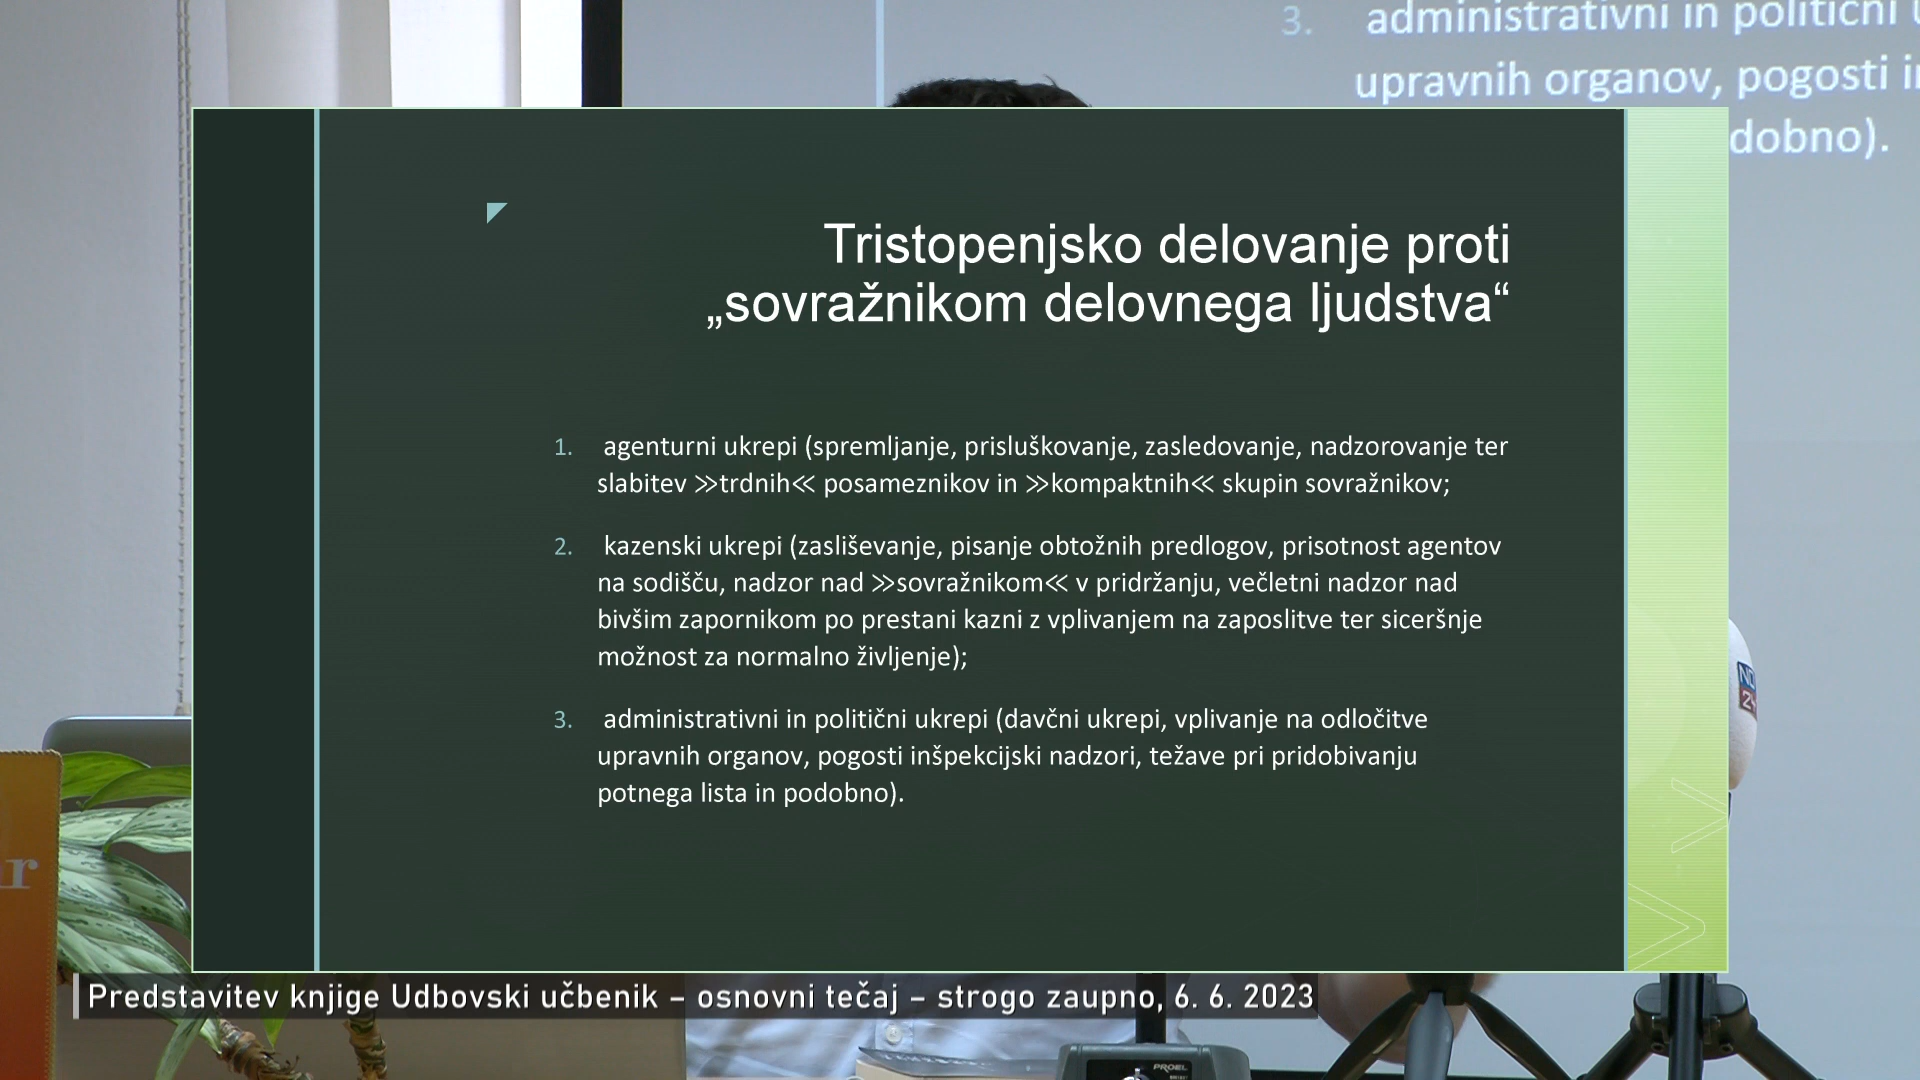 3. administrativni in politični
upravnih organov, pogosti
dobno).
Tristopenjsko delovanje proti
„sovražnikom delovnega ljudstva“
1. agenturni ukrepi (spremljanje, prisluškovanje, zasledovanje, nadzorovanje ter
slabitev ≫trdnih≪ posameznikov in ≫kompaktnih≪ skupin sovražnikov;
2. kazenski ukrepi (zasliševanje, pisanje obtožnih predlogov, prisotnost agentov
na sodišču, nadzor nad ≫sovražnikom≪ v pridržanju, večletni nadzor nad
bivšim zapornikom po prestani kazni z vplivanjem na zaposlitve ter siceršnje
možnost za normalno življenje);
3. administrativni in politični ukrepi (davčni ukrepi, vplivanje na odločitve
upravnih organov, pogosti inšpekcijski nadzori, težave pri pridobivanju
potnega lista in podobno).
24
Predstavitev knjige Udbovski učbenik – osnovni tečaj – strogo zaupno, 6. 6. 2023
PROEL